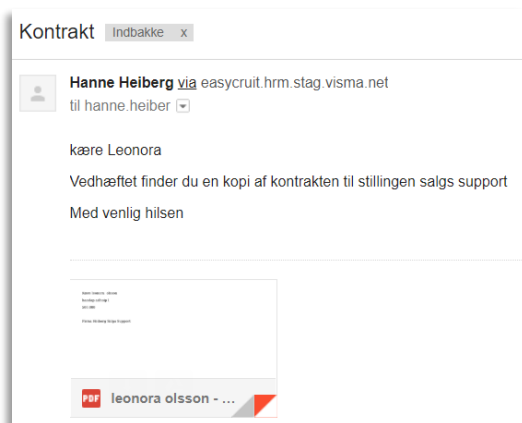 Kontrakt Indbakke x
Hanne Heiberg via easycruit.hrm.stag.visma.net
til hanne.heiber
kære Leonora
Vedhæftet finder du en kopi af kontrakten til stillingen salgs support
Med venlig hilsen
PDF leonora olsson - ...